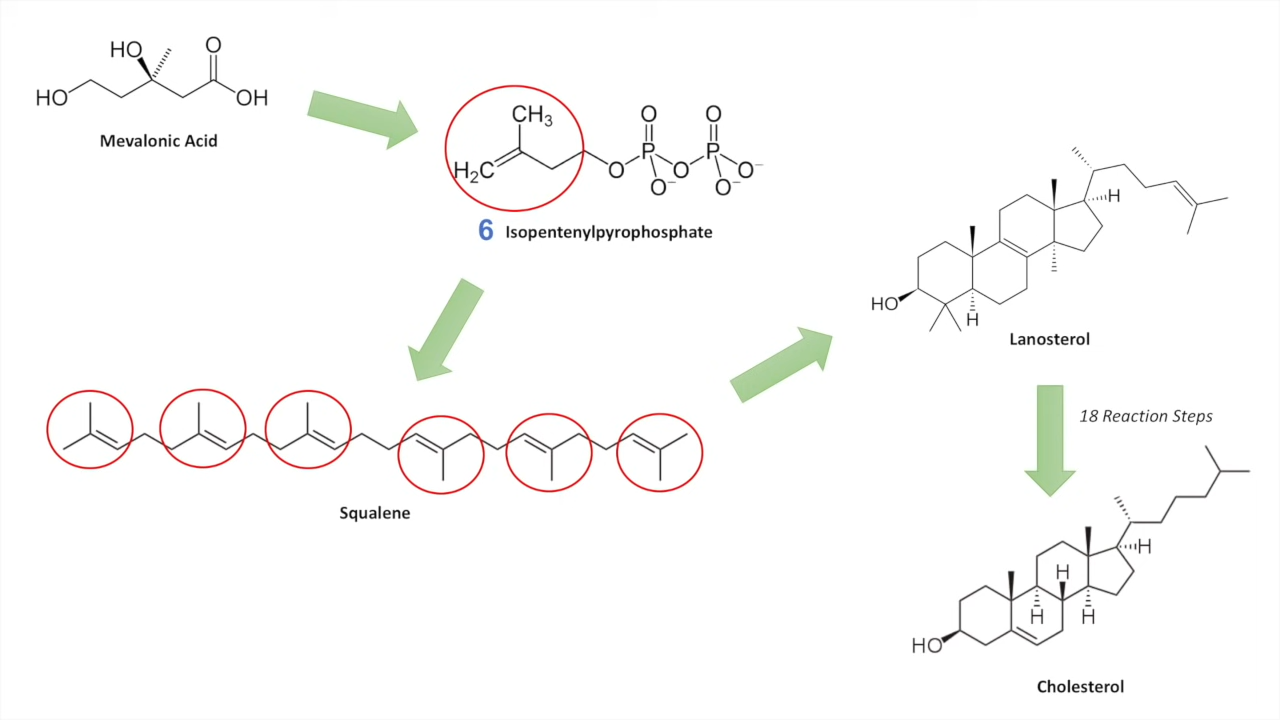 HO
HO
O
OH
Mevalonic Acid
CH₃
H₂C
O
P
O
O⁻
O
P
O⁻
O⁻
6 Isopentenylpyrophosphate
Squalene
H
HO
H
Lanosterol
18 Reaction Steps
H
H
H
H
HO
Cholesterol